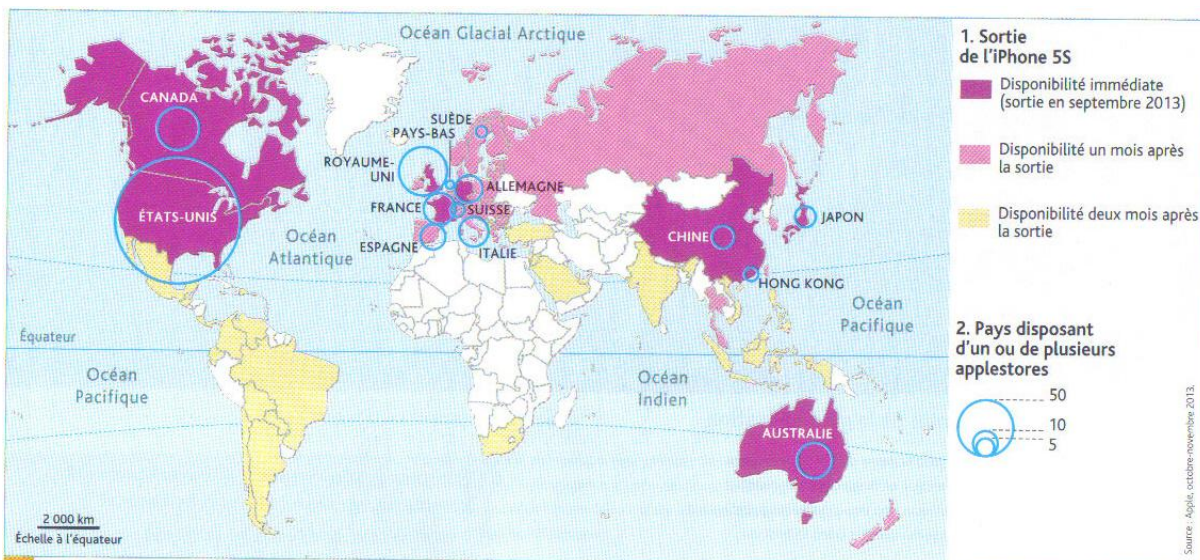 Océan Glacial Arctique
CANADA
SUÈDE
PAYS-BAS
ROYAUME-
UNI
ALLEMAGNE
FRANCE
SUISSE
ÉTATS-UNIS
JAPON
CHINE
Océan
Atlantique
ESPAGNE
ITALIE
HONG KONG
Océan
Pacifique
Équateur
Océan
Pacifique
Océan
Indien
AUSTRALIE
2 000 km
Échelle à l'équateur
1. Sortie
de l'iPhone 5S
Disponibilité immédiate
(sortie en septembre 2013)
Disponibilité un mois après
la sortie
Disponibilité deux mois après
la sortie
2. Pays disposant
d'un ou de plusieurs
applestores
50
10
5
Source : Apple, octobre-novembre 2013.